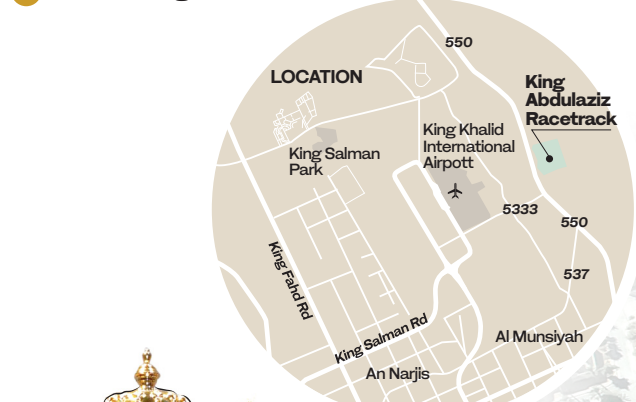 550
LOCATION
King
Abdulaziz
Racetrack
King Khalid
International
Airpott
King Salman
Park
5333
550
537
King Fahd Rd
King Salman Rd
Al Munsiyah
An Narjis